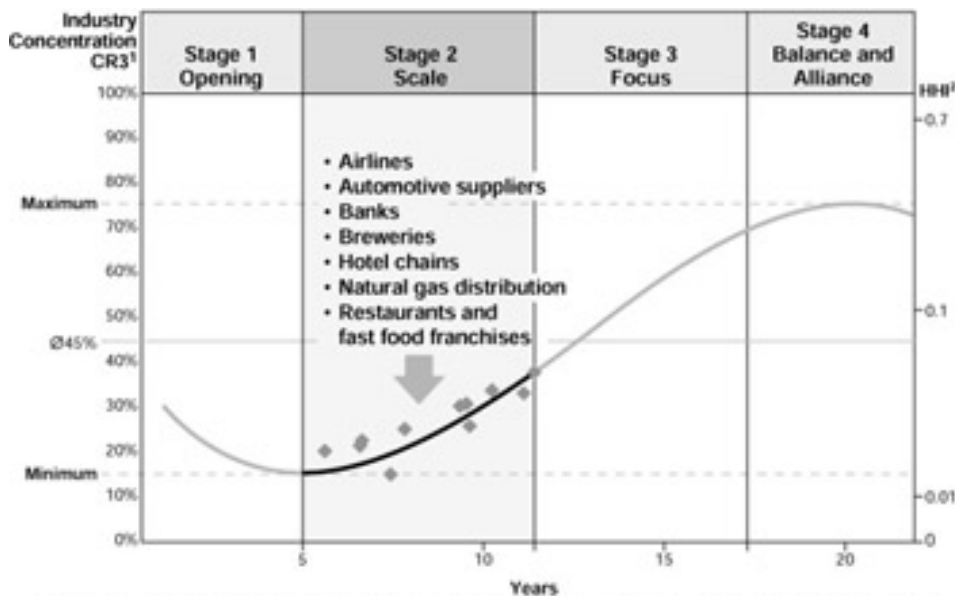 Industry
Concentration
CR3¹
Stage 1
Opening
Stage 2
Scale
Stage 3
Focus
Stage 4
Balance and
Alliance
100%
90%
80%
Maximum
70%
60%
50%
Ø45%
40%
30%
20%
Minimum
10%
0%
HHI²
0.7
0.1
0.01
0
• Airlines
• Automotive suppliers
• Banks
• Breweries
• Hotel chains
• Natural gas distribution
• Restaurants and
fast food franchises
5
10
15
20
Years